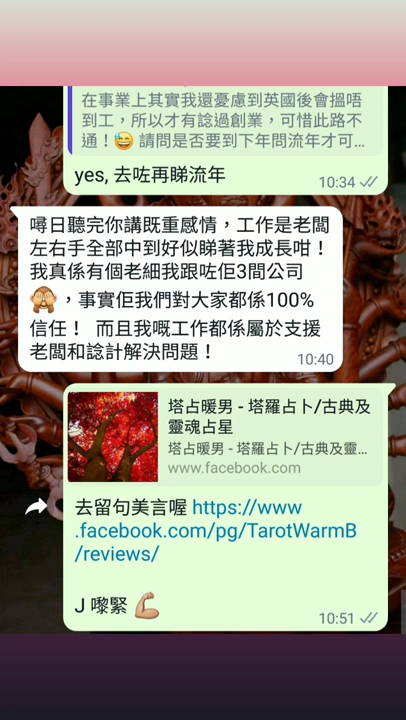 在事業上其實我還憂慮到英國後會搵唔
到工，所以才有諗過創業，可惜此路不
通！😅 請問是否要到下年問流年才可...
yes, 去咗再睇流年
10:34
嗱日聽完你講既重感情，工作是老闆
左右手全部中到好似睇著我成長咁！
我真係有個老細我跟咗佢3間公司
🙈，事實佢我們對大家都係100%
信任！ 而且我嘅工作都係屬於支援
老闆和諗計解決問題！
10:40
塔占暖男 - 塔羅占卜/古典及
靈魂占星
塔占暖男 - 塔羅占卜/古典及靈...
www.facebook.com
去留句美言喔 https://www
.facebook.com/pg/TarotWarmB
/reviews/
J 嚟緊 💪🏼
10:51